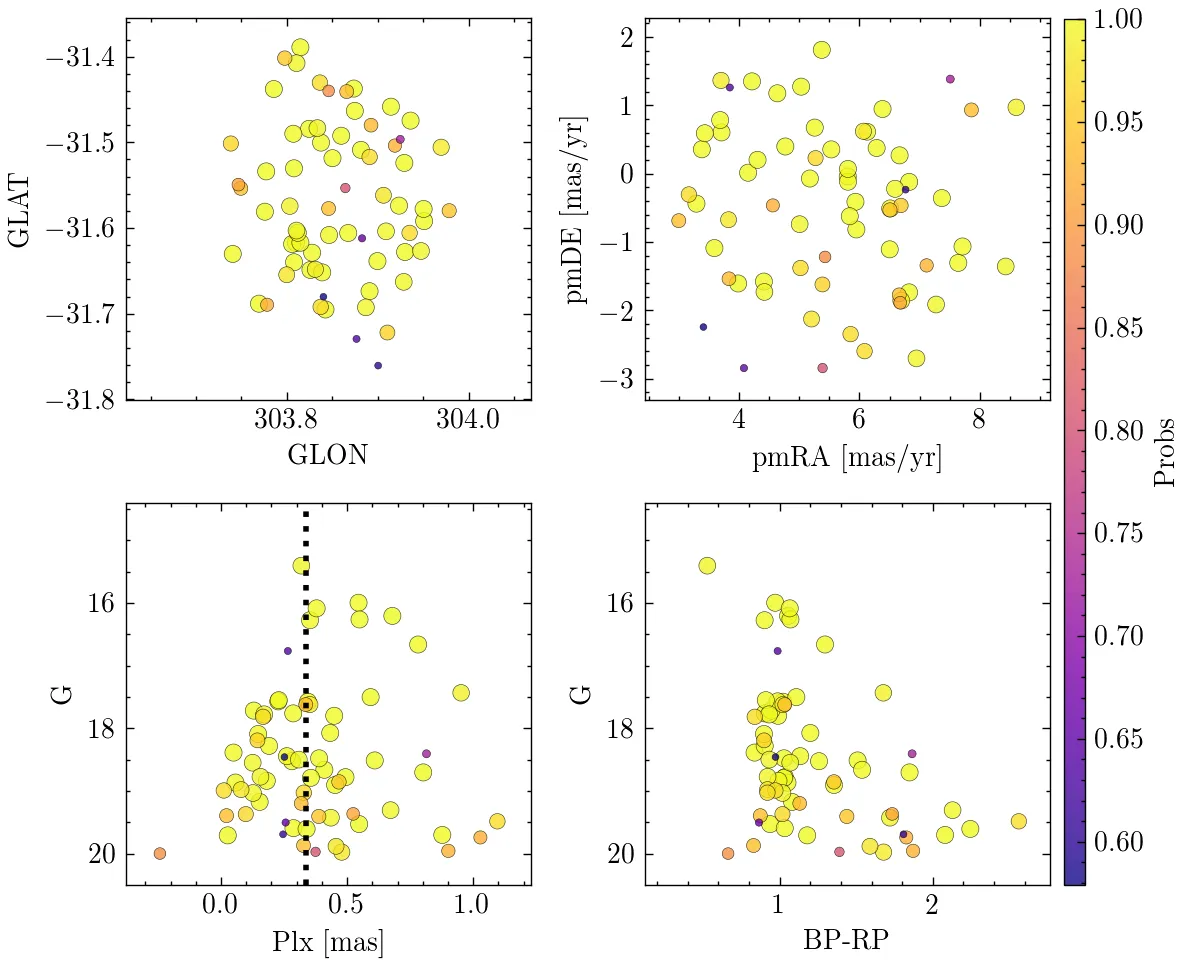 −31.4
−31.5
−31.6
−31.7
−31.8
GLAT
303.8 304.0
GLON
2
1
0
−1
−2
−3
pmDE [mas/yr]
4 6 8
pmRA [mas/yr]
16
18
20
G
0.0 0.5 1.0
Plx [mas]
16
18
20
G
1 2
BP-RP
1.00
0.95
0.90
0.85
0.80
0.75
0.70
0.65
0.60
Probs